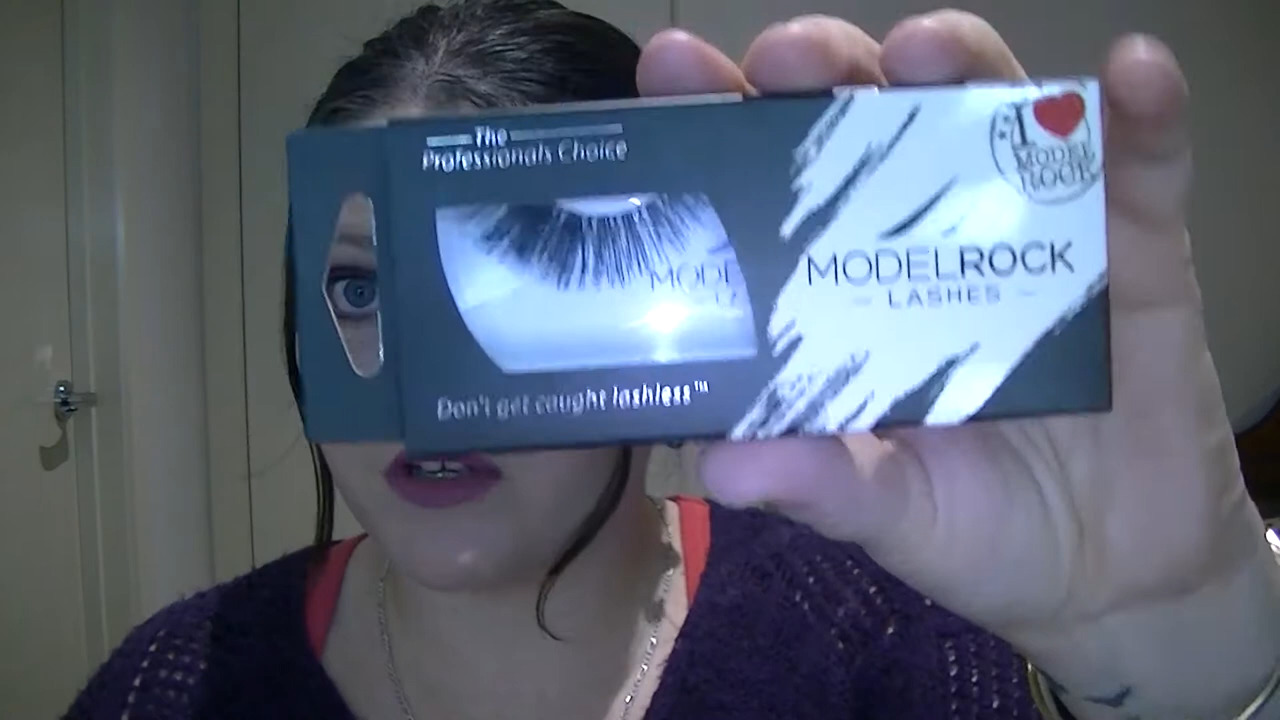 The
Professionals Choice
I
MODEL
ROCK
MODELROCK
LASHES
MODE
Don't get caught lashless™